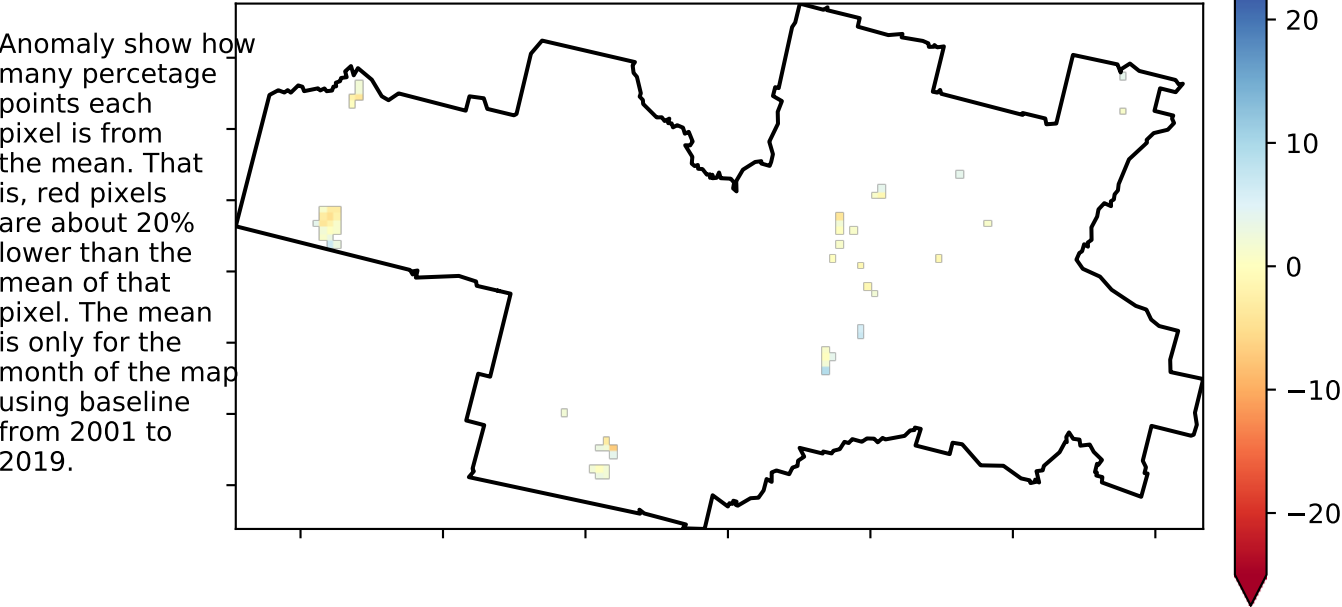 Anomaly show how
many percetage
points each
pixel is from
the mean. That
is, red pixels
are about 20%
lower than the
mean of that
pixel. The mean
is only for the
month of the map
using baseline
from 2001 to
2019.
20
10
0
−10
−20